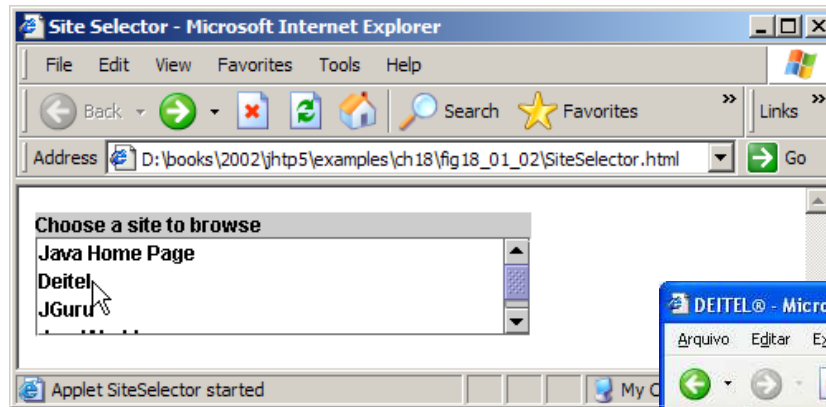 Site Selector - Microsoft Internet Explorer
File Edit View Favorites Tools Help
Back Search Favorites » Links »
Address D:\books\2002\jhtp5\examples\ch18\fig18_01_02\SiteSelector.html Go
Choose a site to browse
Java Home Page
Deitel
JGuru
DEITEL® - Micro
Arquivo Editar
Applet SiteSelector started My